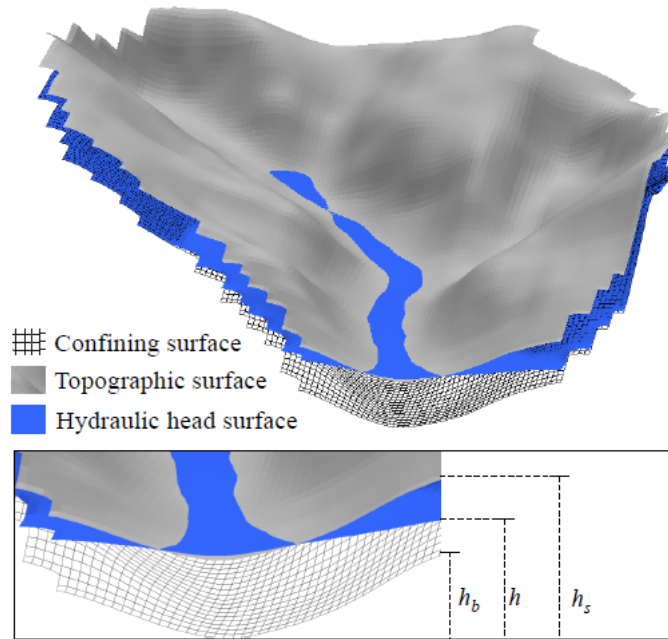 Confining surface
Topographic surface
Hydraulic head surface
h_b h h_s